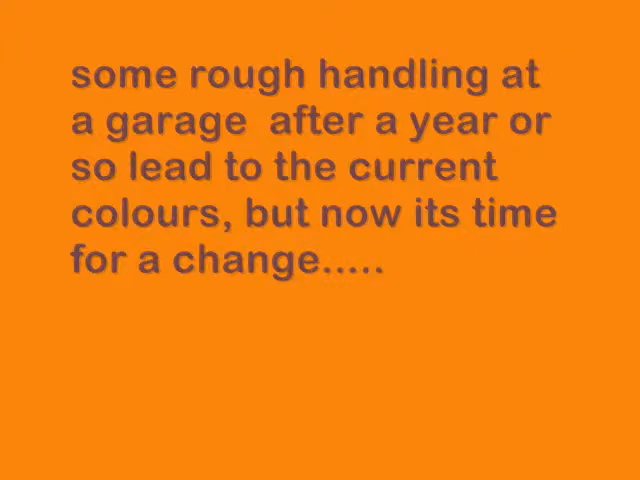 some rough handling at
a garage  after a year or
so lead to the current
colours, but now its time
for a change.....